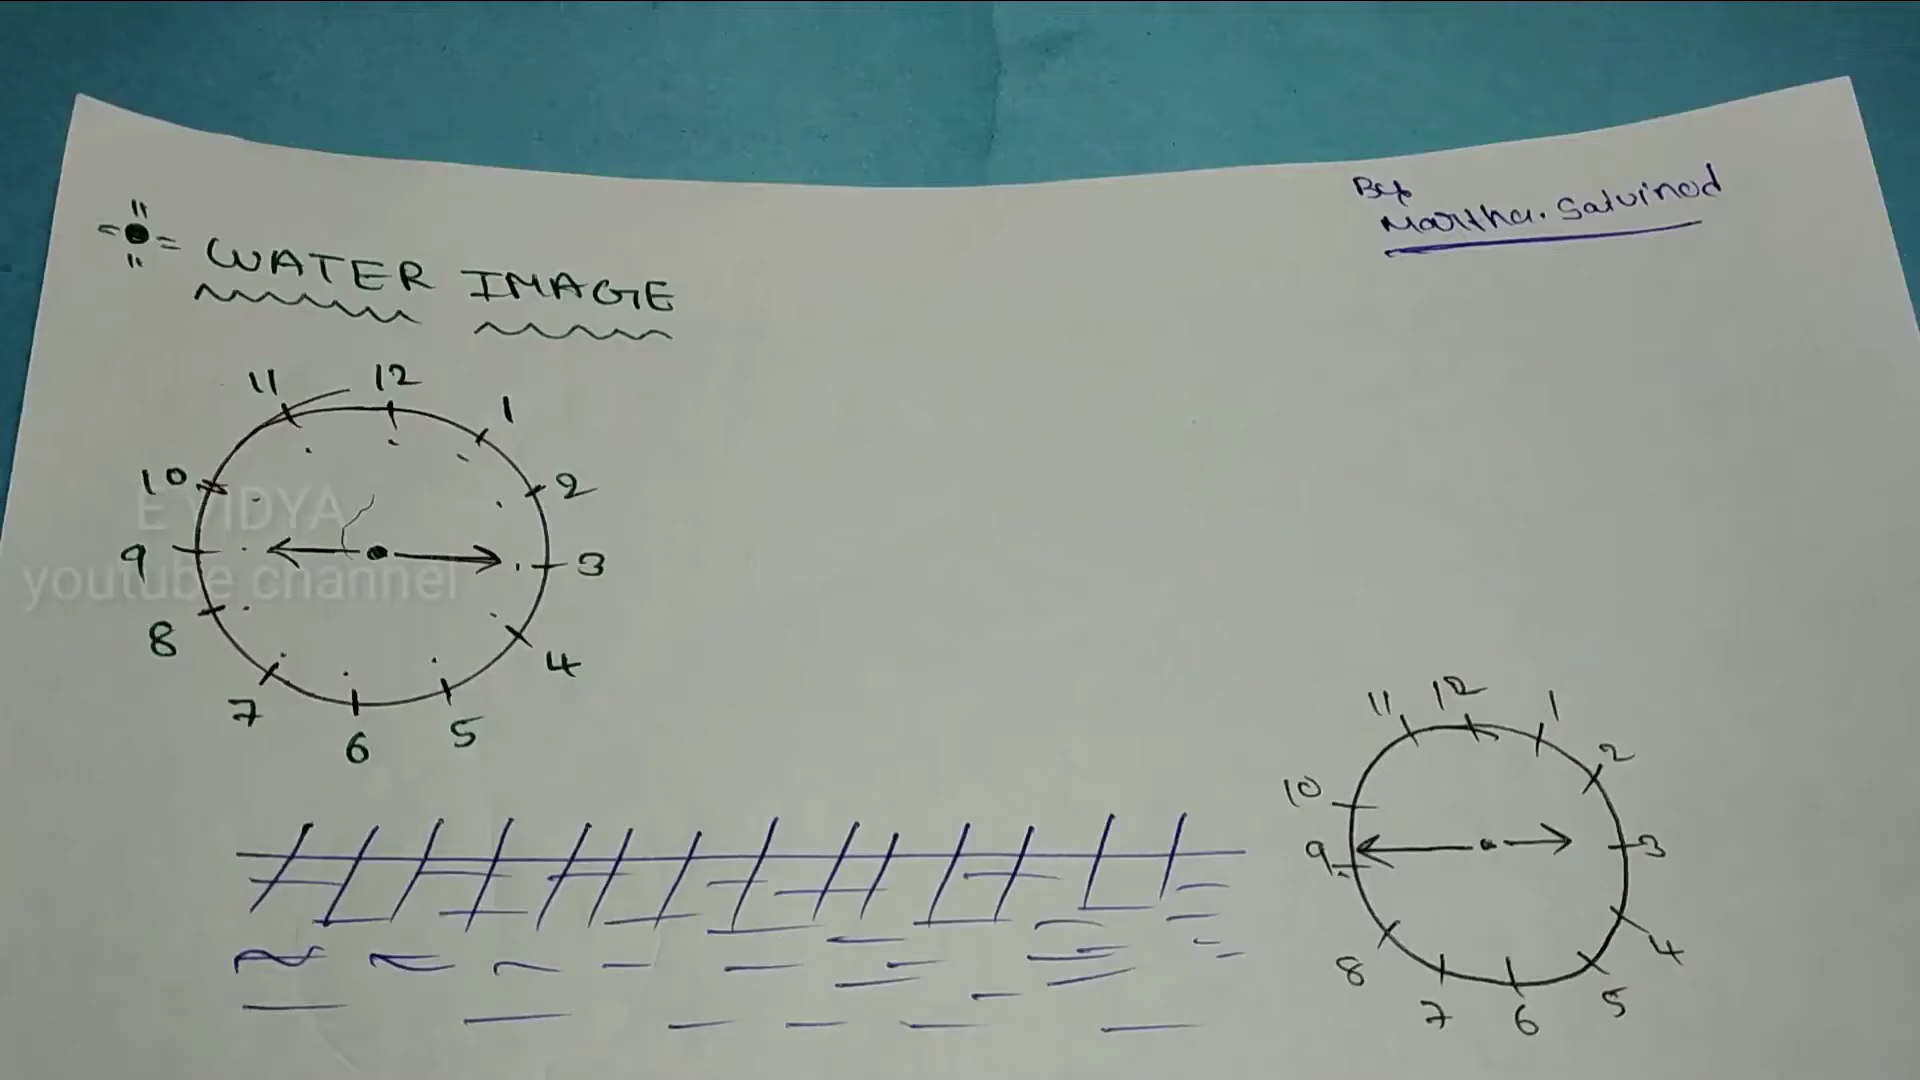 By
Martha. Satvinod
WATER IMAGE
11 12 1
10 2
9 3
8 4
7 6 5
E VIDYA
youtube channel
11 12 1
10 2
9 3
8 4
7 6 5